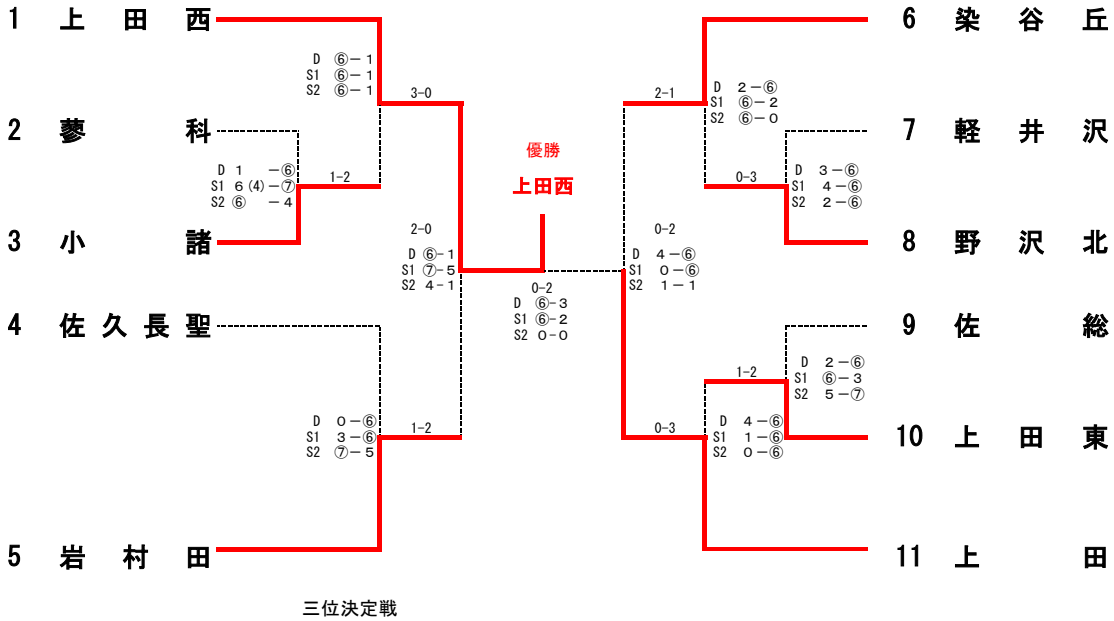 1 上田西
D ⑥－1
S1 ⑥－1
S2 ⑥－1
3-0
2 蓼科
D 1 －⑥
S1 6(4)－⑦
S2 ⑥ －4
1-2
3 小諸
2-0
D ⑥-1
S1 ⑦-5
S2 4-1
4 佐久長聖
D 0－⑥
S1 3－⑥
S2 ⑦－5
1-2
5 岩村田
優勝
上田西
0-2
D ⑥-3
S1 ⑥-2
S2 0-0
6 染谷丘
2-1
D 2－⑥
S1 ⑥－2
S2 ⑥－0
7 軽井沢
0-3
D 3－⑥
S1 4－⑥
S2 2－⑥
8 野沢北
0-2
D 4－⑥
S1 0－⑥
S2 1－1
9 佐総
1-2
D 2－⑥
S1 ⑥－3
S2 5－⑦
10 上田東
0-3
D 4－⑥
S1 1－⑥
S2 0－⑥
11 上田
三位決定戦